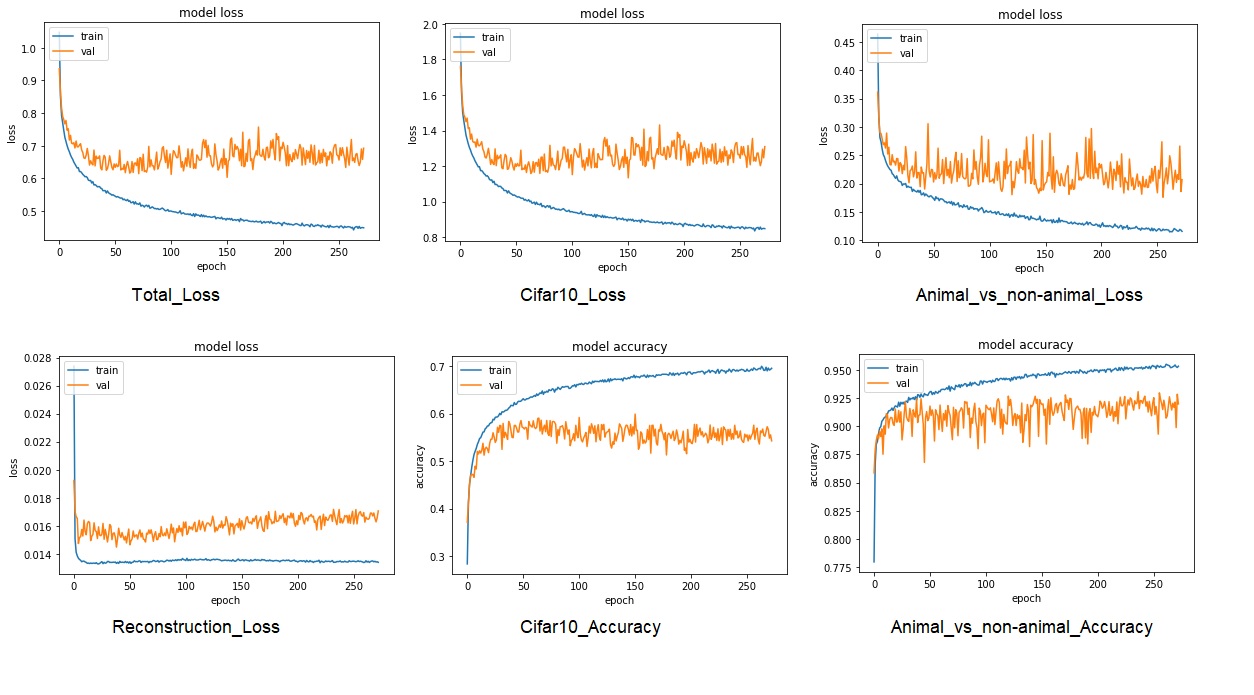 model loss
1.0
0.9
0.8
0.7
0.6
0.5
loss
train
val
0 50 100 150 200 250
epoch
Total_Loss
model loss
2.0
1.8
1.6
1.4
1.2
1.0
0.8
loss
train
val
0 50 100 150 200 250
epoch
Cifar10_Loss
model loss
0.45
0.40
0.35
0.30
0.25
0.20
0.15
0.10
loss
train
val
0 50 100 150 200 250
epoch
Animal_vs_non-animal_Loss
model loss
0.028
0.026
0.024
0.022
0.020
0.018
0.016
0.014
loss
train
val
0 50 100 150 200 250
epoch
Reconstruction_Loss
model accuracy
0.7
0.6
0.5
0.4
0.3
accuracy
train
val
0 50 100 150 200 250
epoch
Cifar10_Accuracy
model accuracy
0.950
0.925
0.900
0.875
0.850
0.825
0.800
0.775
accuracy
train
val
0 50 100 150 200 250
epoch
Animal_vs_non-animal_Accuracy